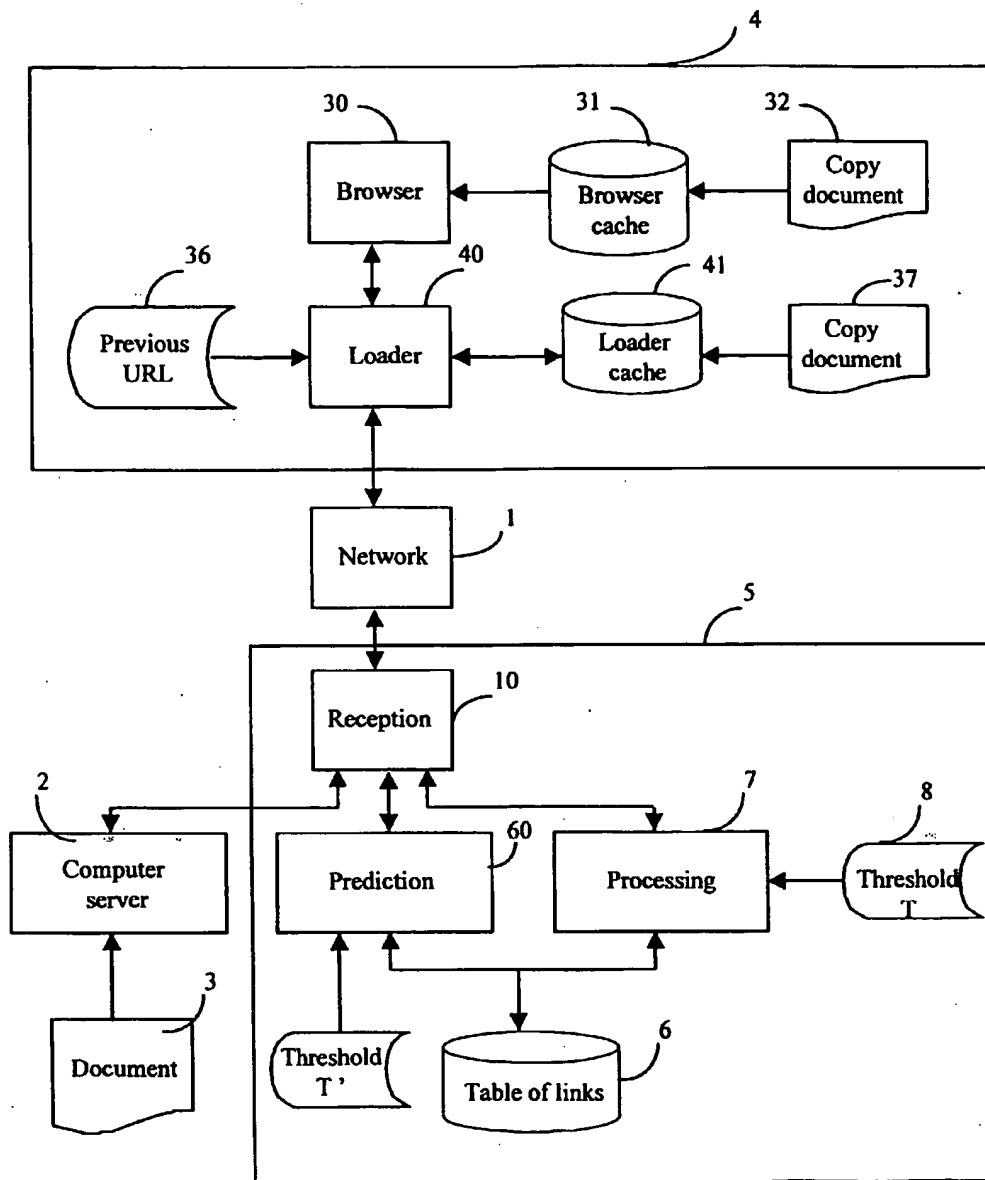 4
30
31
32
Browser
Browser
cache
Copy
document
36
40
41
37
Previous
URL
Loader
Loader
cache
Copy
document
1
Network
5
10
Reception
2
60
7
8
Computer
server
Prediction
Processing
Threshold
T
3
Document
Threshold
T '
6
Table of links